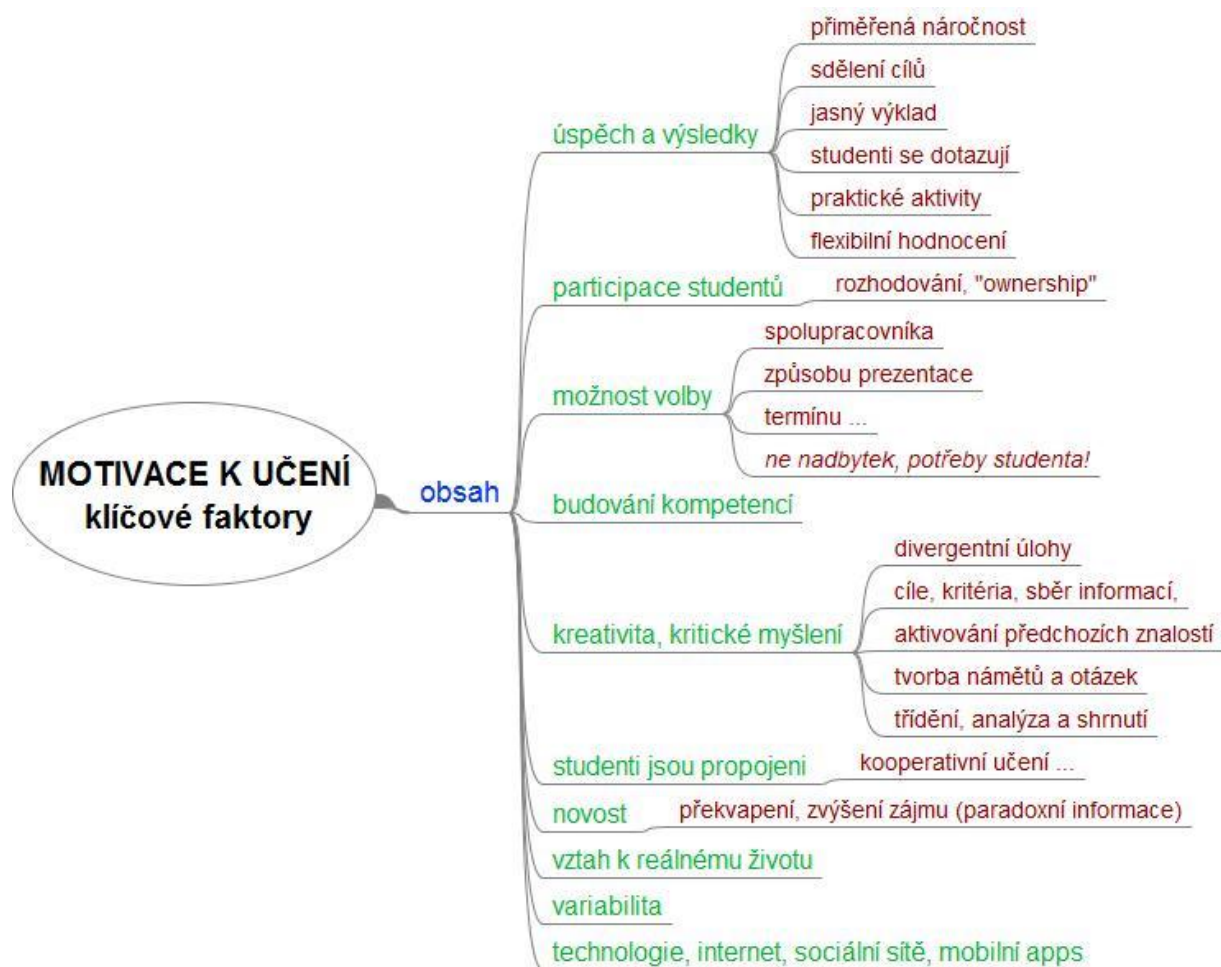 MOTIVACE K UČENÍ
klíčové faktory
obsah
úspěch a výsledky
přiměřená náročnost
sdělení cílů
jasný výklad
studenti se dotazují
praktické aktivity
flexibilní hodnocení
participace studentů
rozhodování, "ownership"
možnost volby
spolupracovníka
způsobu prezentace
termínu ...
ne nadbytek, potřeby studenta!
budování kompetencí
kreativita, kritické myšlení
divergentní úlohy
cíle, kritéria, sběr informací,
aktivování předchozích znalostí
tvorba námětů a otázek
třídění, analýza a shrnutí
studenti jsou propojeni
kooperativní učení ...
novost
překvapení, zvýšení zájmu (paradoxní informace)
vztah k reálnému životu
variabilita
technologie, internet, sociální sítě, mobilní apps